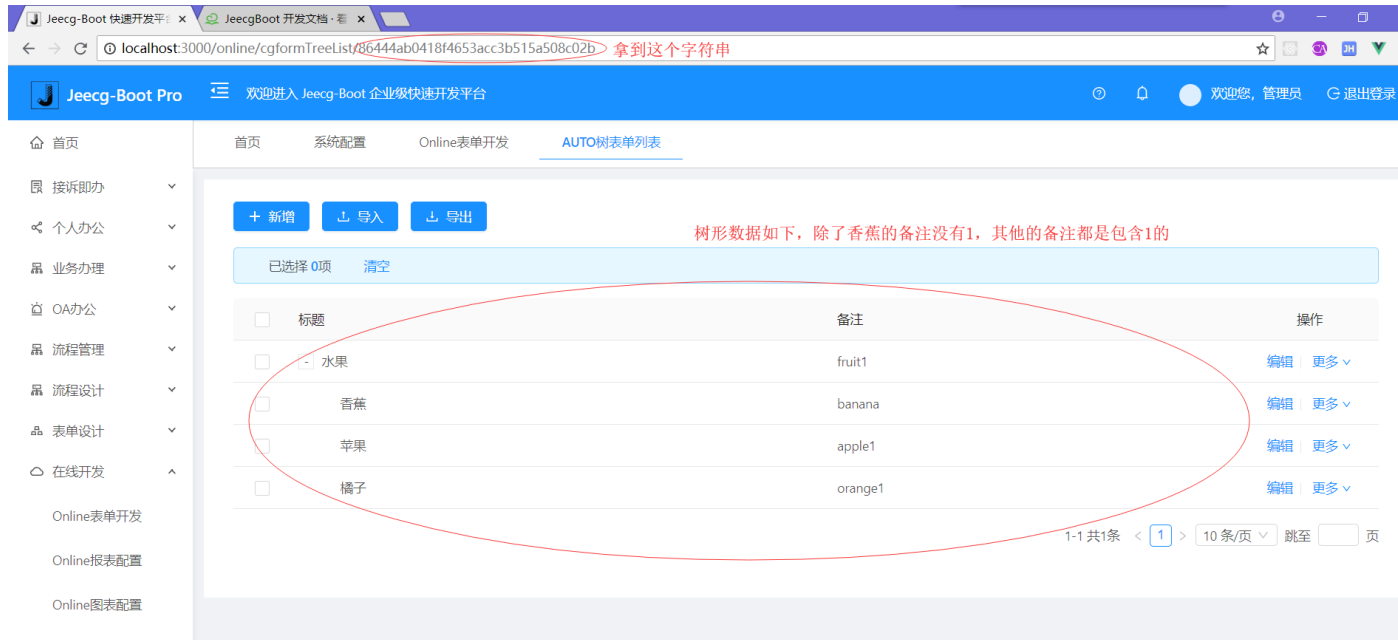 Jeecg-Boot 快速开发平台 × JeecgBoot 开发文档 · 看 ×
localhost:3000/online/cgformTreeList/86444ab0418f4653acc3b515a508c02b 拿到这个字符串
Jeecg-Boot Pro 欢迎进入 Jeecg-Boot 企业级快速开发平台 欢迎您，管理员 退出登录
首页 首页 系统配置 Online表单开发 AUTO树表单列表
接诉即办
+ 新增 导入 导出
个人办公
树形数据如下，除了香蕉的备注没有1，其他的备注都是包含1的
业务办理 已选择 0项 清空
OA办公 标题 备注 操作
流程管理 - 水果 fruit1 编辑 更多
流程设计 香蕉 banana 编辑 更多
表单设计 苹果 apple1 编辑 更多
在线开发 橘子 orange1 编辑 更多
Online表单开发
1-1 共1条 < 1 > 10 条/页 跳至 页
Online报表配置
Online图表配置